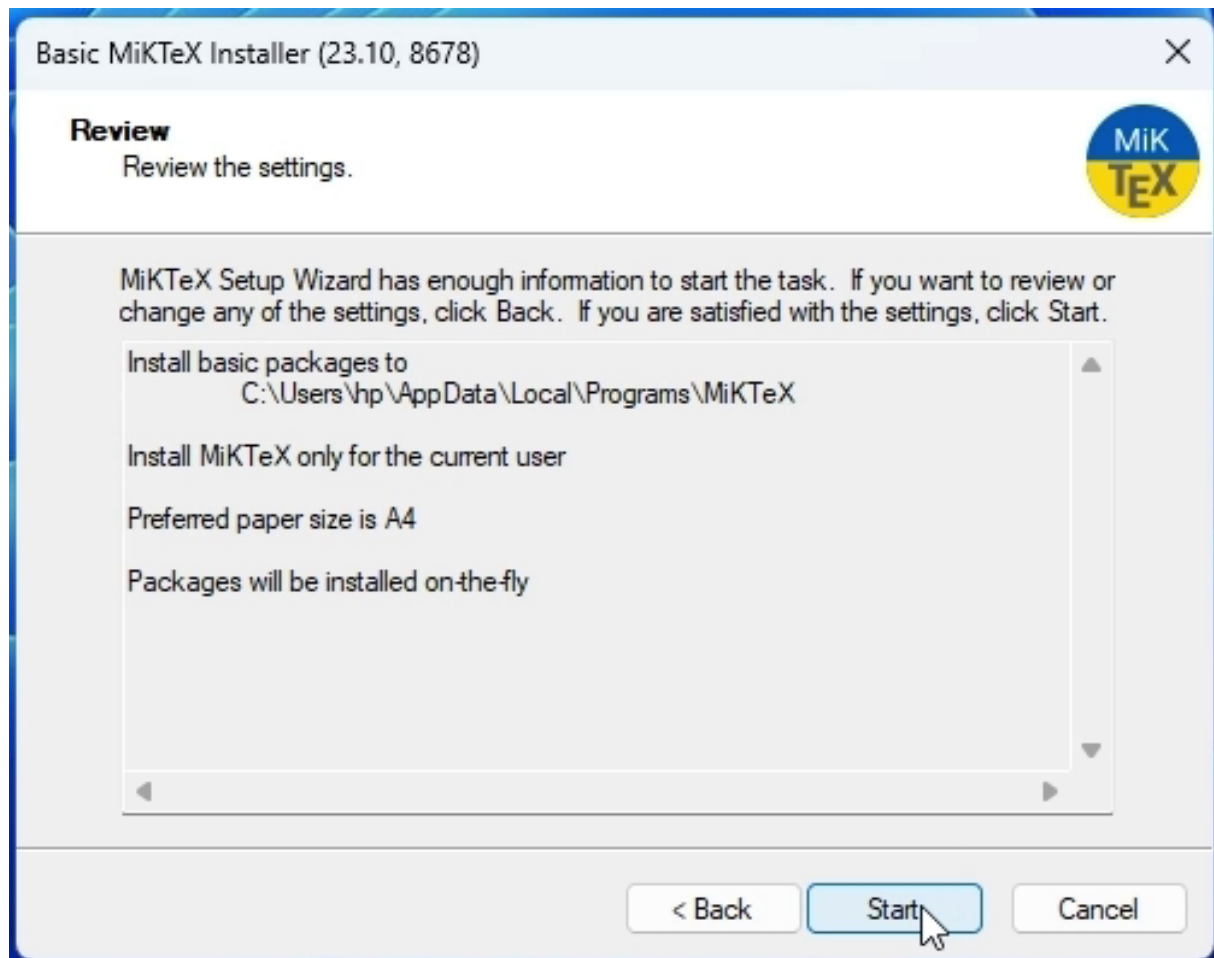 Basic MiKTeX Installer (23.10, 8678)
Review
Review the settings.
MiK
TEX
MiKTeX Setup Wizard has enough information to start the task. If you want to review or
change any of the settings, click Back. If you are satisfied with the settings, click Start.
Install basic packages to
C:\Users\hp\AppData\Local\Programs\MiKTeX
Install MiKTeX only for the current user
Preferred paper size is A4
Packages will be installed on-the-fly
< Back Start Cancel